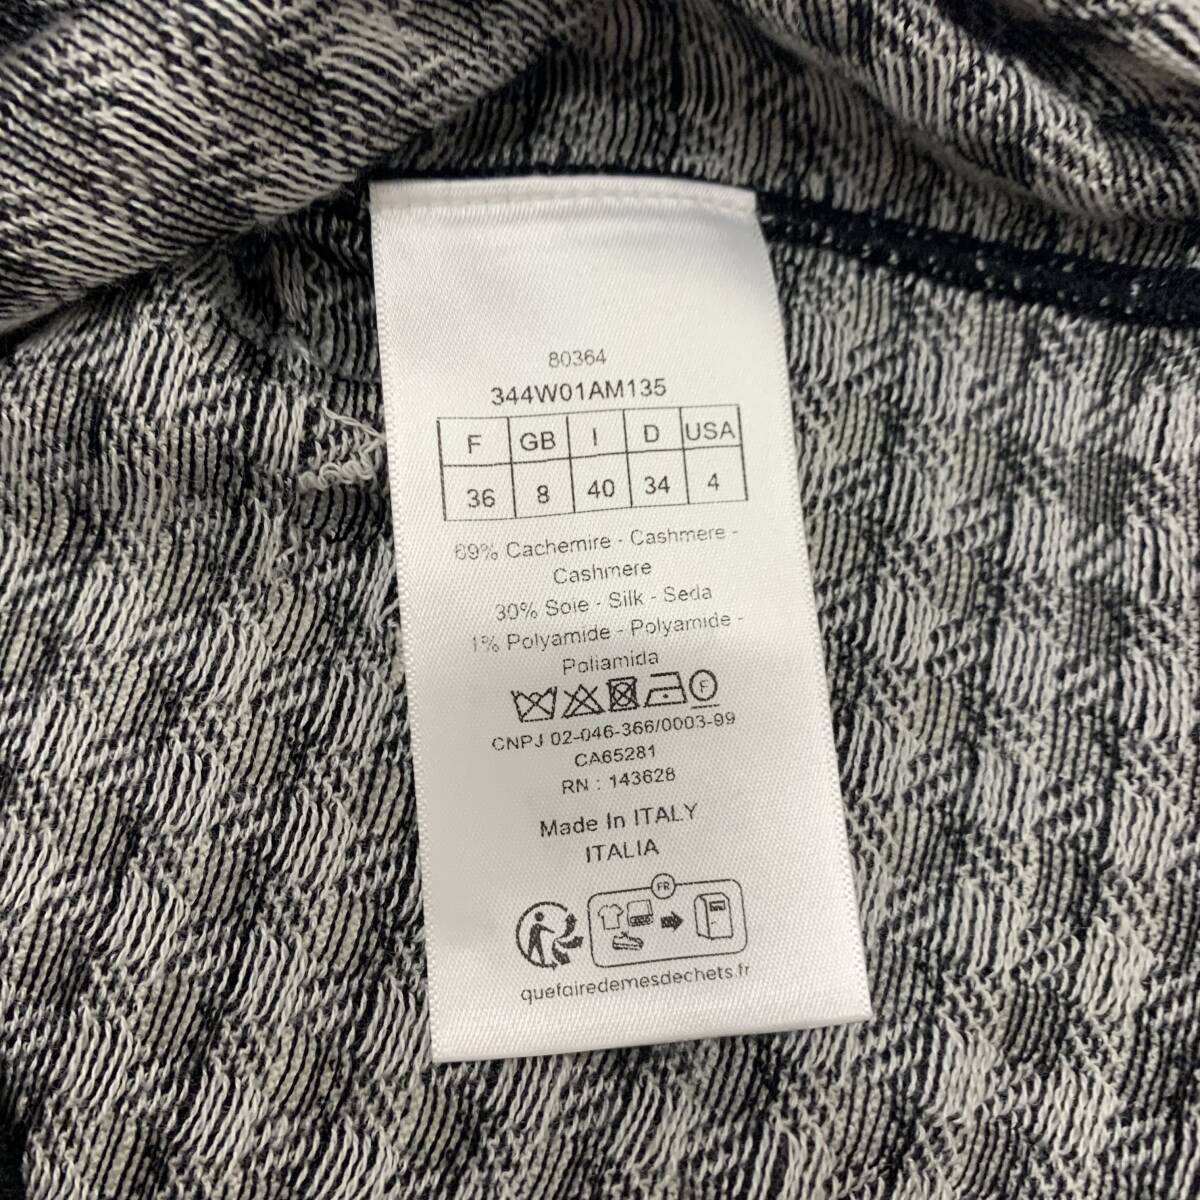 80364
344W01AM135
F GB I D USA
36 8 40 34 4
69% Cachemire - Cashmere -
Cashmere
30% Soie - Silk - Seda
1% Polyamide - Polyamide -
Poliamida
F
CNPJ 02-046-366/0003-99
CA65281
RN : 143628
Made In ITALY
ITALIA
FR
quefairedemesdechets.fr